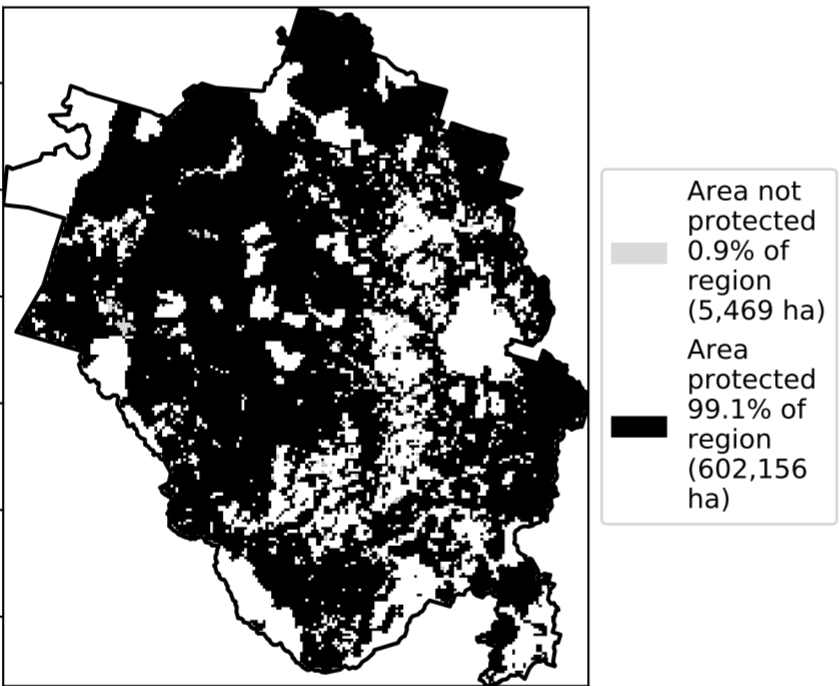 Area not
protected
0.9% of
region
(5,469 ha)
Area
protected
99.1% of
region
(602,156
ha)